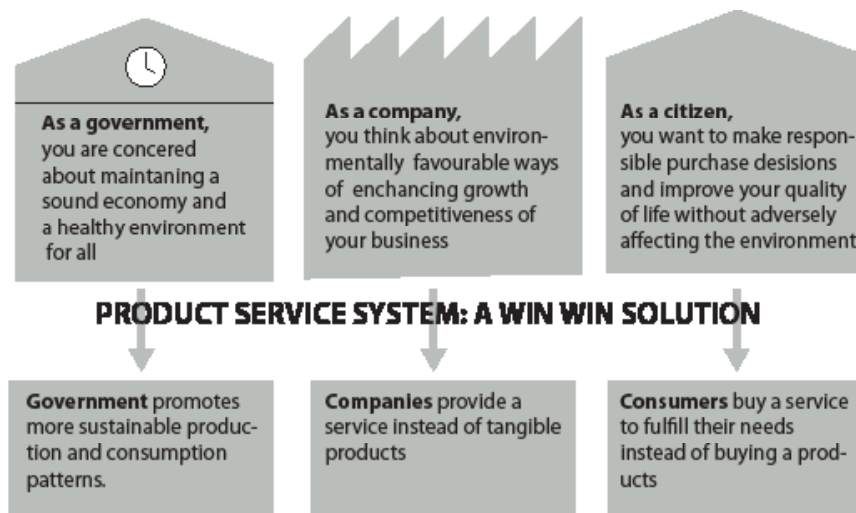 As a government,
you are concered
about maintaning a
sound economy and
a healthy environment
for all
As a company,
you think about environ-
mentally favourable ways
of enchancing growth
and competitiveness of
your business
As a citizen,
you want to make respon-
sible purchase desisions
and improve your quality
of life without adversely
affecting the environment
PRODUCT SERVICE SYSTEM: A WIN WIN SOLUTION
Government promotes
more sustainable produc-
tion and consumption
patterns.
Companies provide a
service instead of tangible
products
Consumers buy a service
to fulfill their needs
instead of buying a prod-
ucts